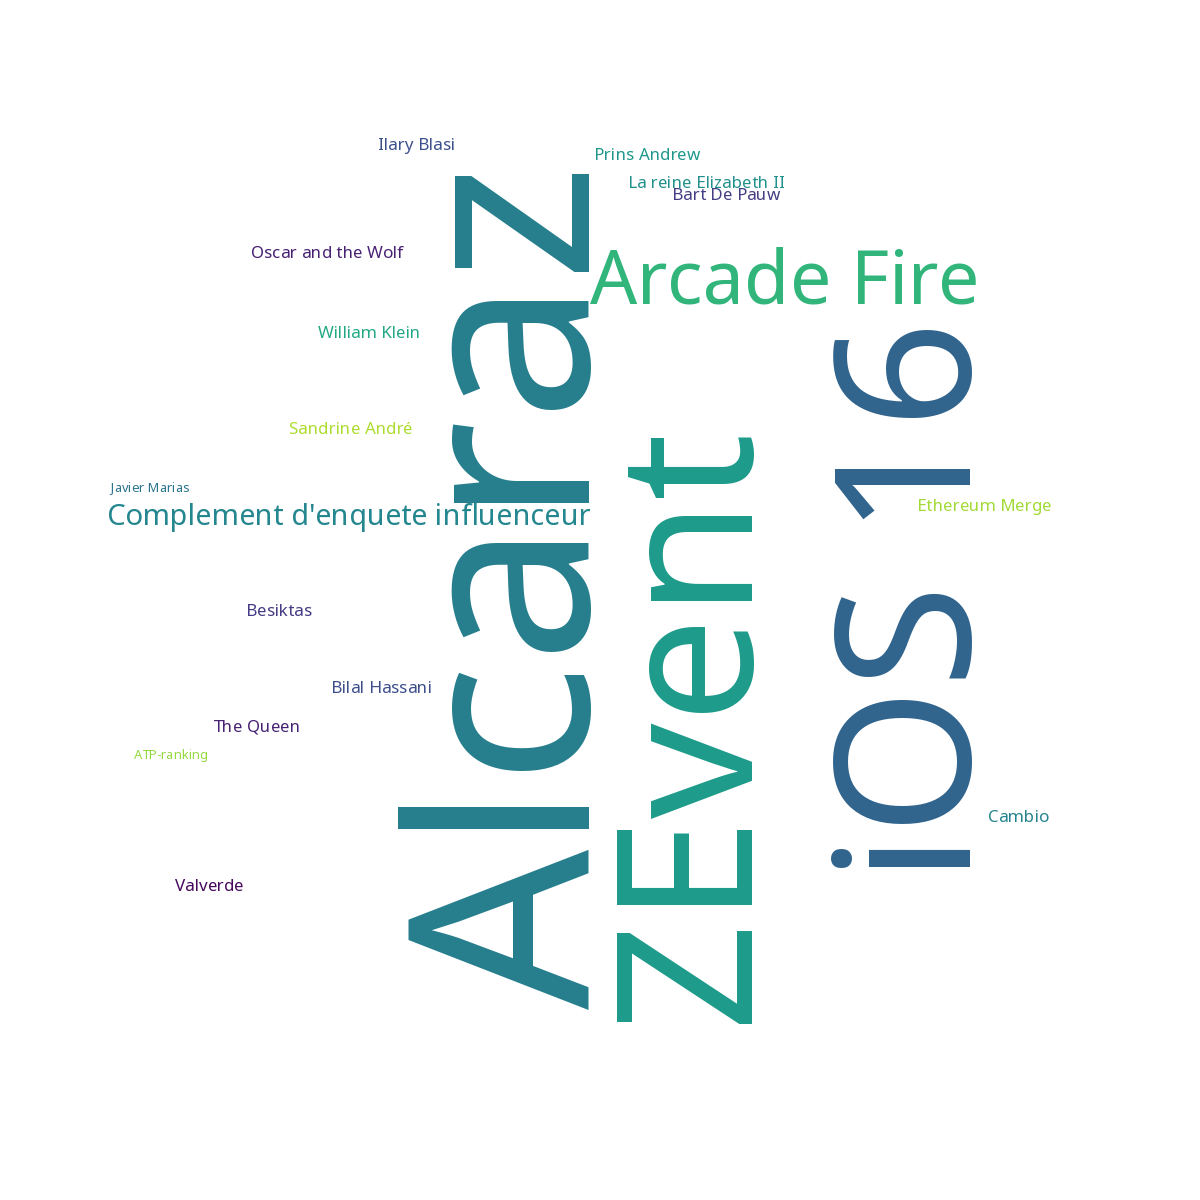 Ilary Blasi
Prins Andrew
La reine Elizabeth II
Bart De Pauw
Oscar and the Wolf
Arcade Fire
William Klein
Sandrine André
Javier Marias
Complement d'enquete influenceur
Ethereum Merge
Alcaraz
ZEvent
iOS 16
Besiktas
Bilal Hassani
The Queen
ATP-ranking
Cambio
Valverde